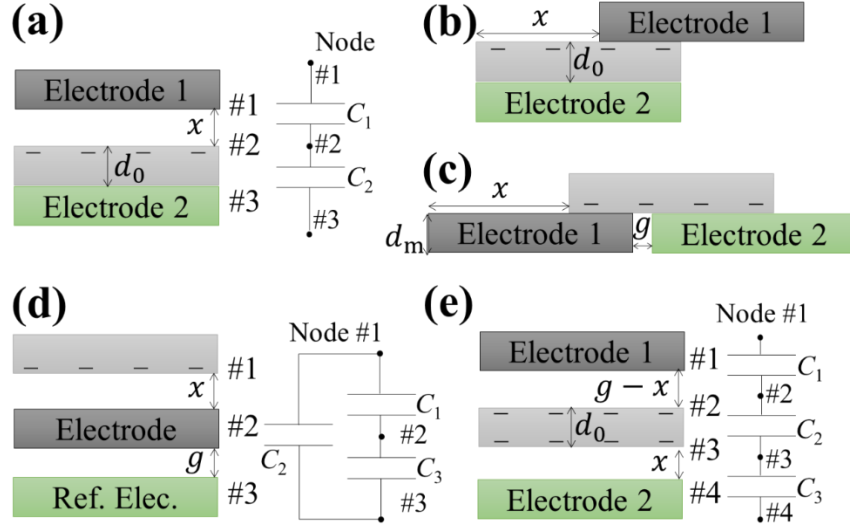 (a)
Node
#1
Electrode 1
#1
C₁
x
#2
#2
d₀
C₂
Electrode 2
#3
#3
(b)
x
Electrode 1
d₀
Electrode 2
(c)
x
dₘ
Electrode 1
g
Electrode 2
(d)
Node #1
#1
x
C₁
Electrode
#2
#2
C₂
g
C₃
Ref. Elec.
#3
#3
(e)
Node #1
Electrode 1
#1
C₁
g − x
#2
#2
d₀
C₂
#3
#3
x
C₃
Electrode 2
#4
#4